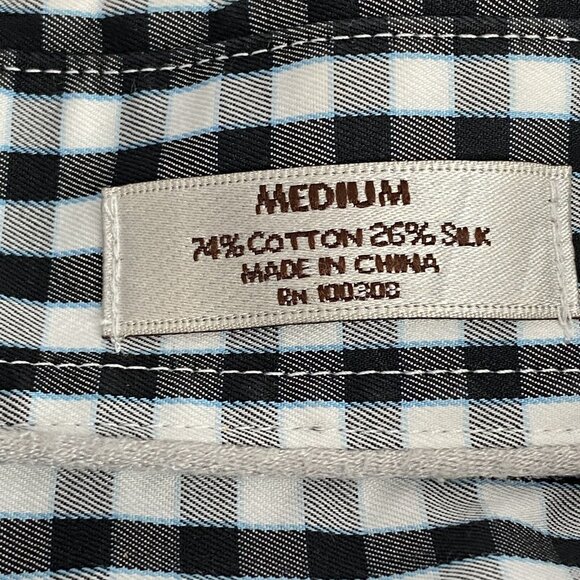 MEDIUM
74% COTTON 26% SILK
MADE IN CHINA
RN 100308